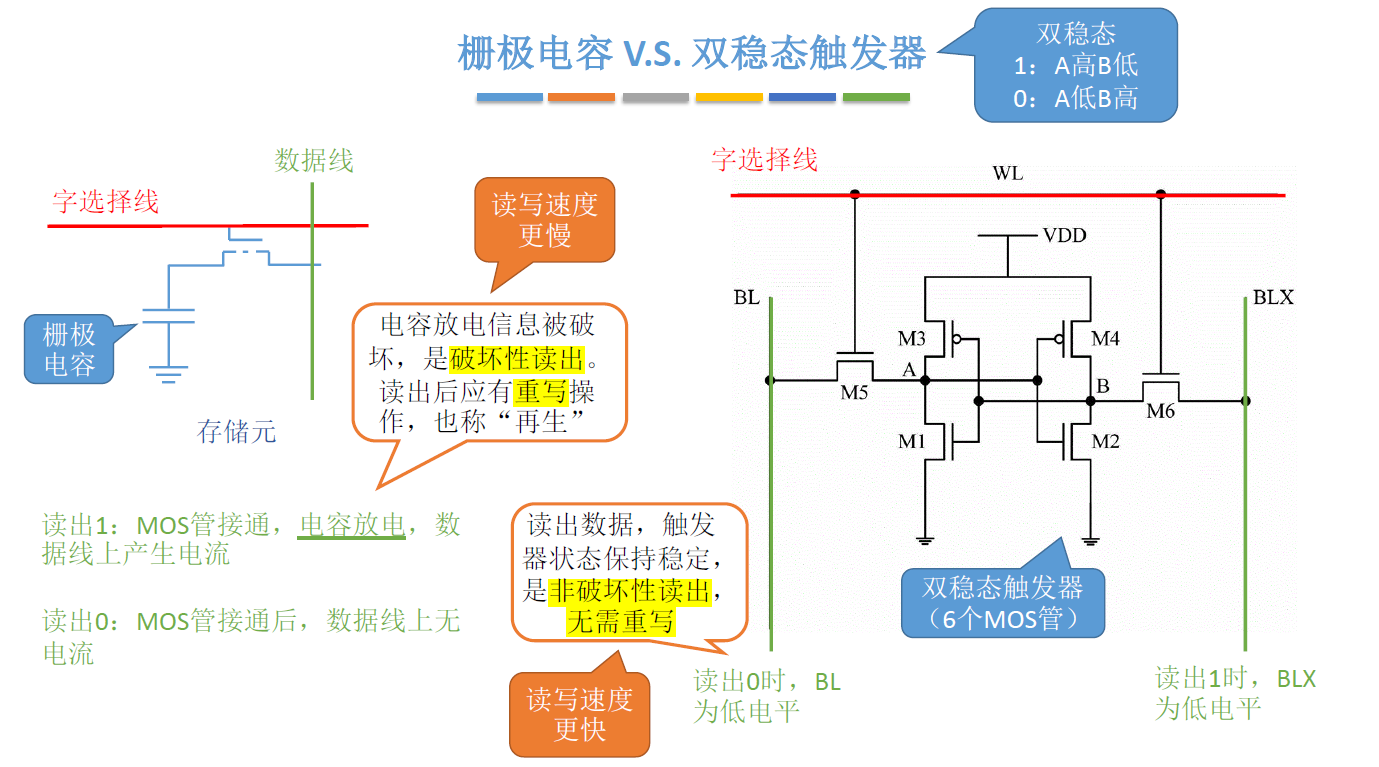 栅极电容 V.S. 双稳态触发器
双稳态
1：A高B低
0：A低B高
数据线
字选择线
栅极
电容
存储元
读写速度
更慢
电容放电信息被破
坏，是破坏性读出。
读出后应有重写操
作，也称“再生”
读出1：MOS管接通，电容放电，数
据线上产生电流
读出0：MOS管接通后，数据线上无
电流
读出数据，触发
器状态保持稳定，
是非破坏性读出，
无需重写
读写速度
更快
字选择线
WL
VDD
BL
BLX
M3
M4
A
B
M5
M6
M1
M2
双稳态触发器
（6个MOS管）
读出0时，BL
为低电平
读出1时，BLX
为低电平